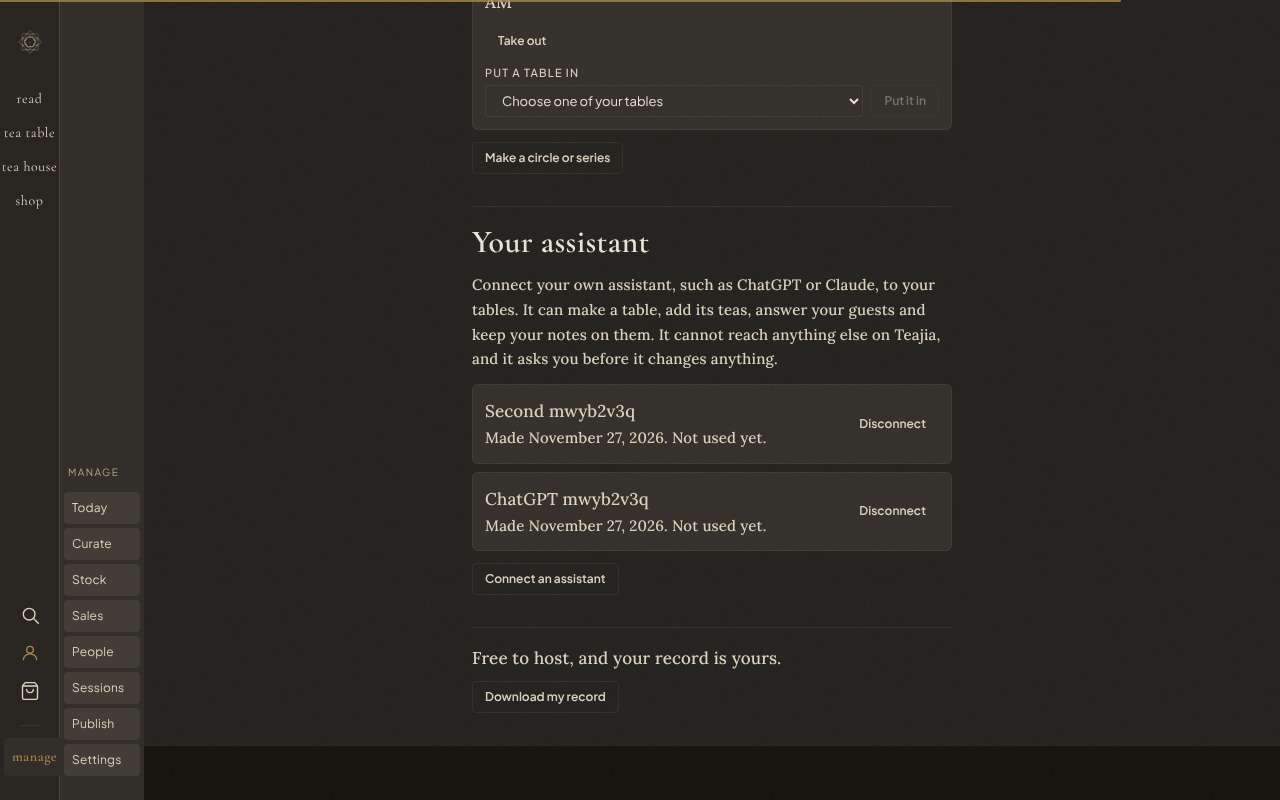 read
tea table
tea house
shop
manage
MANAGE
Today
Curate
Stock
Sales
People
Sessions
Publish
Settings
AM
Take out
PUT A TABLE IN
Choose one of your tables
Put it in
Make a circle or series
Your assistant
Connect your own assistant, such as ChatGPT or Claude, to your
tables. It can make a table, add its teas, answer your guests and
keep your notes on them. It cannot reach anything else on Teajia,
and it asks you before it changes anything.
Second mwyb2v3q
Made November 27, 2026. Not used yet.
Disconnect
ChatGPT mwyb2v3q
Made November 27, 2026. Not used yet.
Disconnect
Connect an assistant
Free to host, and your record is yours.
Download my record